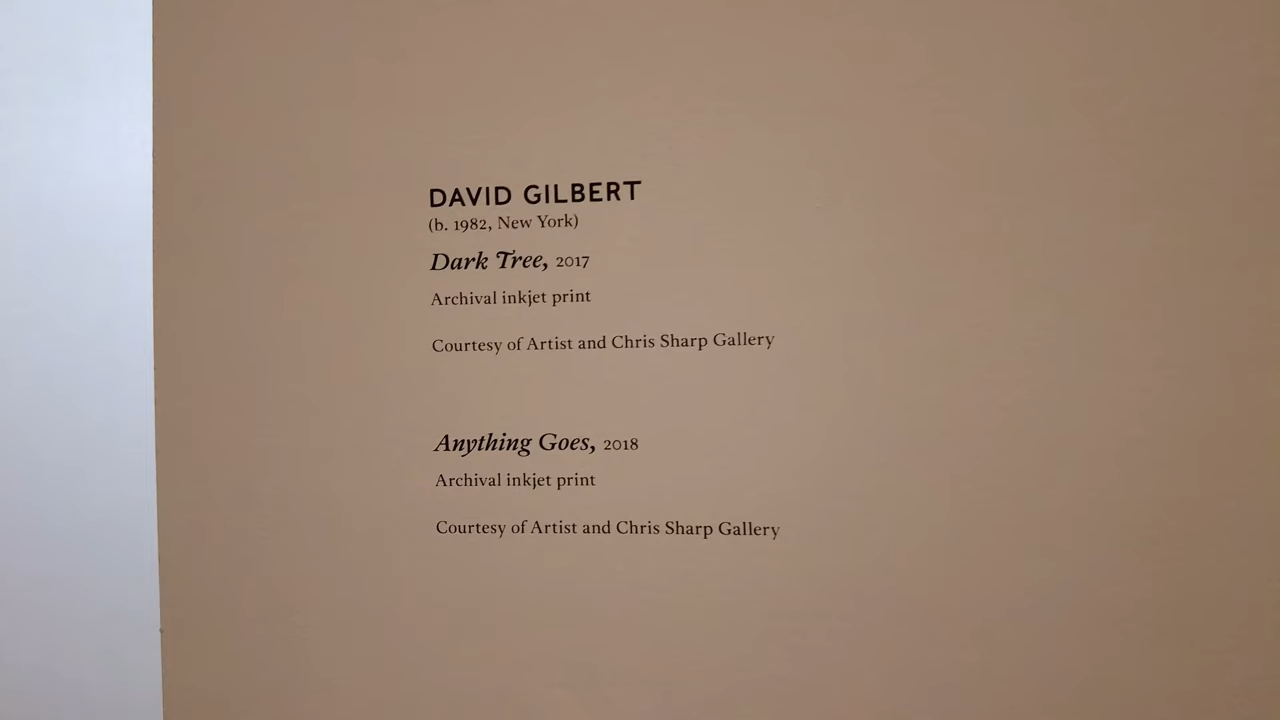 DAVID GILBERT
(b. 1982, New York)
Dark Tree, 2017
Archival inkjet print
Courtesy of Artist and Chris Sharp Gallery
Anything Goes, 2018
Archival inkjet print
Courtesy of Artist and Chris Sharp Gallery